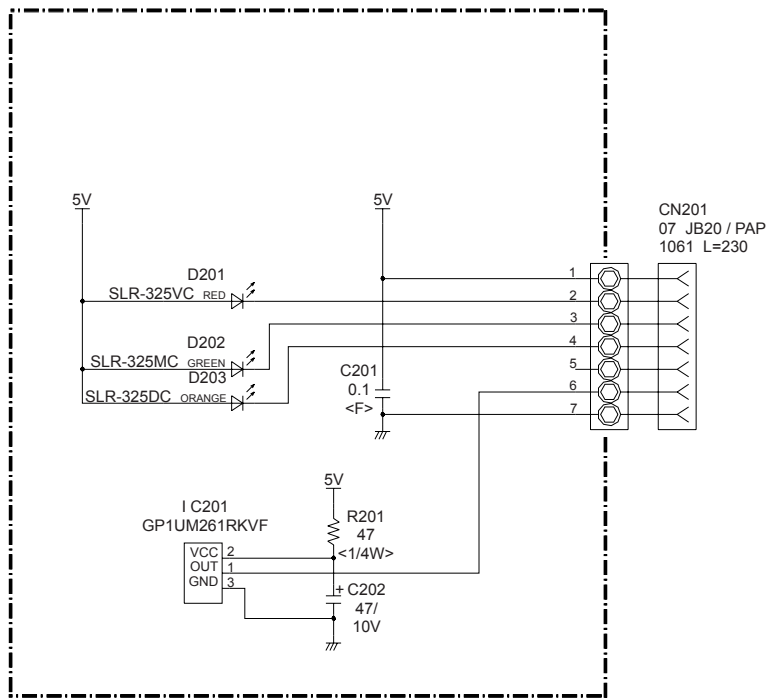 5V
5V
CN201
07 JB20 / PAP
1061 L=230
D201
SLR-325VC RED
1
2
3
D202
SLR-325MC GREEN
4
D203
SLR-325DC ORANGE
C201
0.1
<F>
5
6
7
5V
I C201
GP1UM261RKVF
R201
47
<1/4W>
VCC 2
OUT 1
GND 3
+ C202
47/
10V